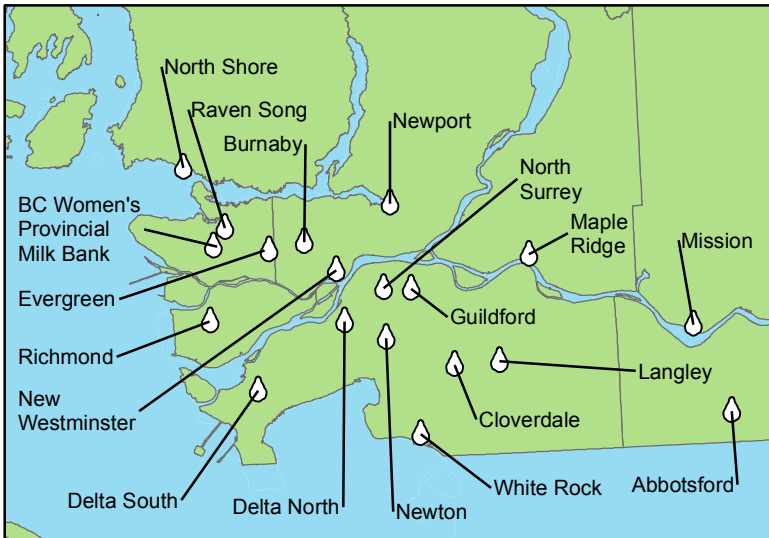 North Shore
Raven Song
Burnaby
Newport
North
Surrey
BC Women's
Provincial
Milk Bank
Maple
Ridge
Mission
Evergreen
Guildford
Richmond
Langley
New
Westminster
Cloverdale
Delta South
Delta North
Newton
White Rock
Abbotsford